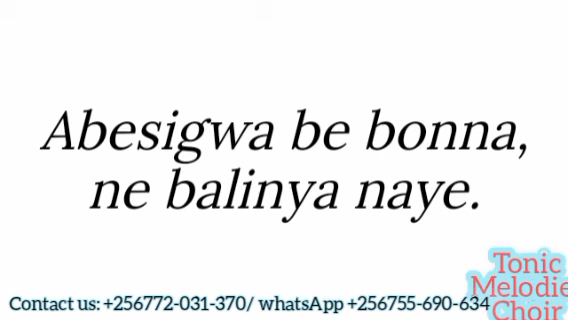 Abesigwa be bonna,
ne balinya naye.
Tonic
Melodie
Choir
Contact us: +256772-031-370/ whatsApp +256755-690-634